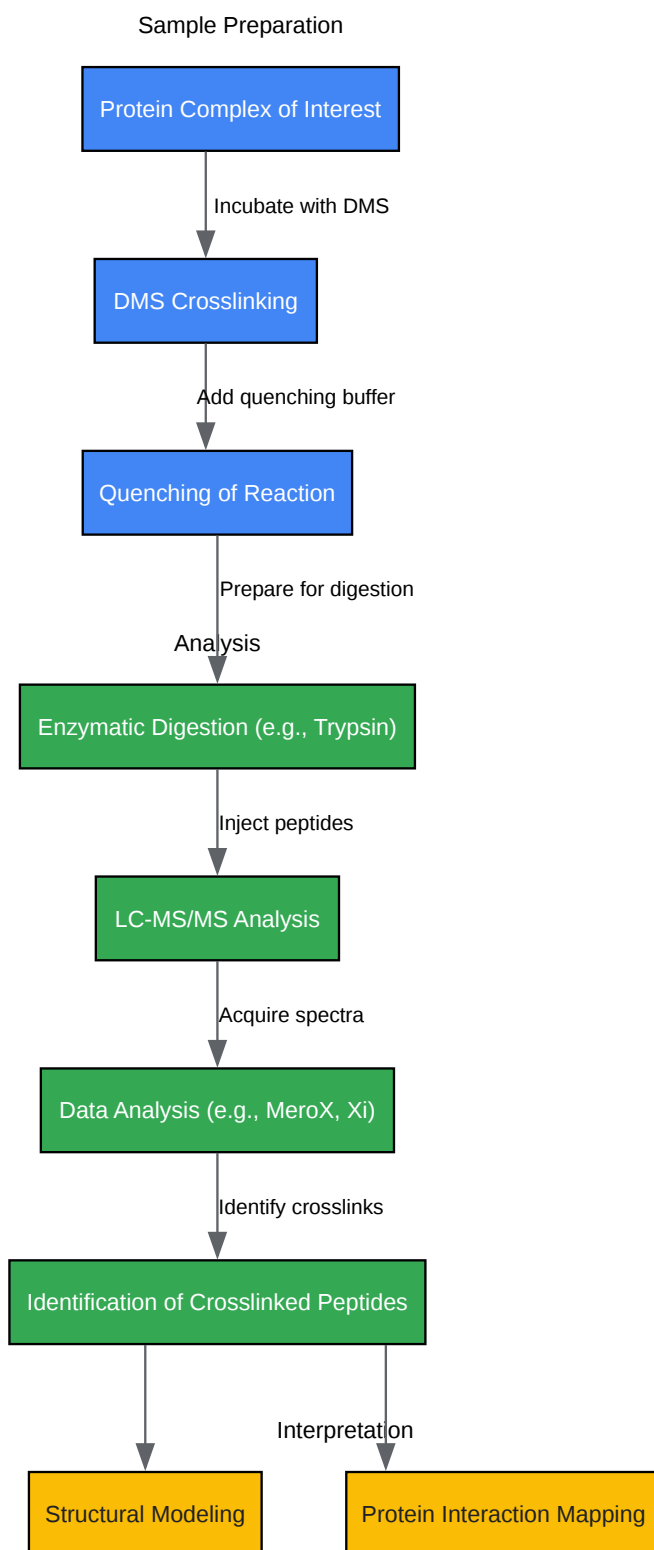 Sample Preparation
Protein Complex of Interest
Incubate with DMS
DMS Crosslinking
Add quenching buffer
Quenching of Reaction
Prepare for digestion
Analysis
Enzymatic Digestion (e.g., Trypsin)
Inject peptides
LC-MS/MS Analysis
Acquire spectra
Data Analysis (e.g., MeroX, Xi)
Identify crosslinks
Identification of Crosslinked Peptides
Interpretation
Structural Modeling
Protein Interaction Mapping